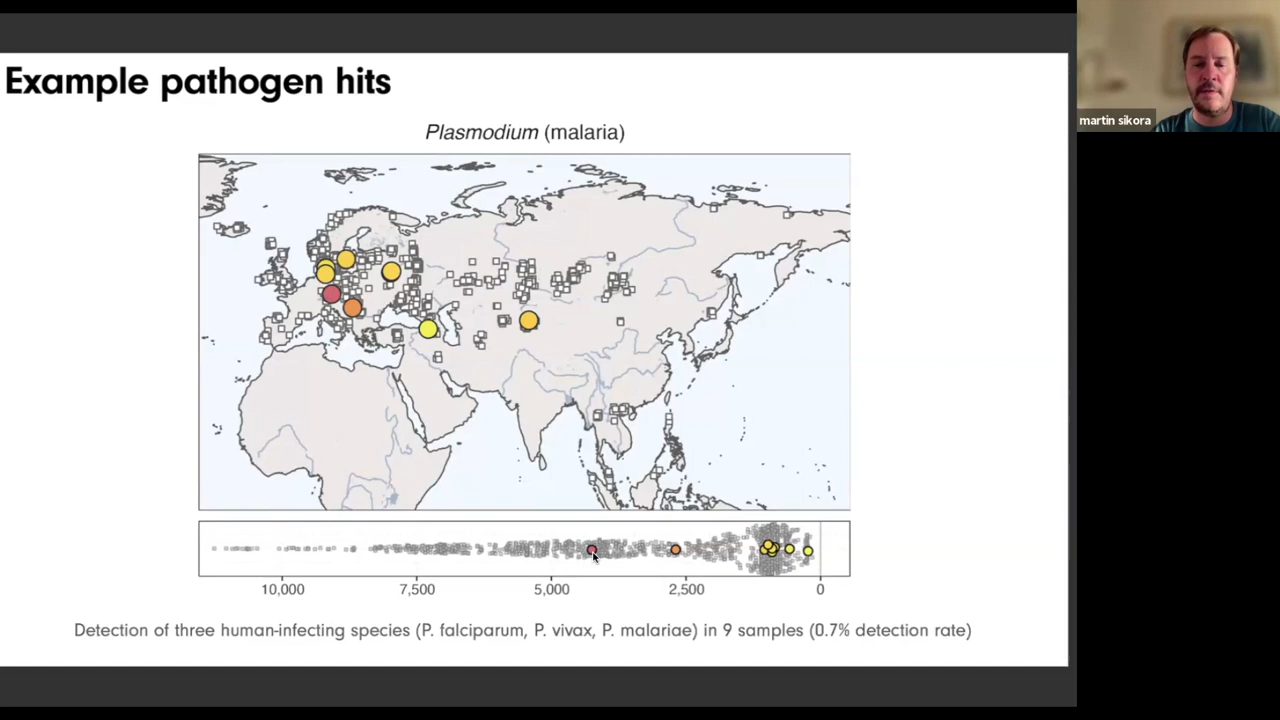 Example pathogen hits
Plasmodium (malaria)
10,000
7,500
5,000
2,500
0
Detection of three human-infecting species (P. falciparum, P. vivax, P. malariae) in 9 samples (0.7% detection rate)
martin sikora